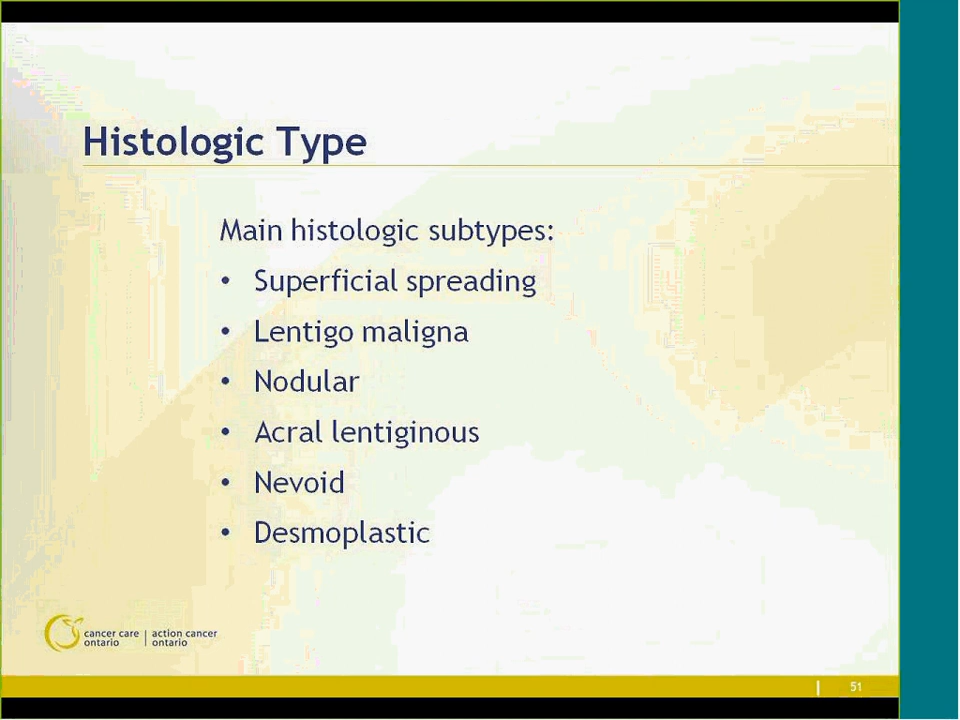 Histologic Type
Main histologic subtypes:
• Superficial spreading
• Lentigo maligna
• Nodular
• Acral lentiginous
• Nevoid
• Desmoplastic
cancer care | action cancer
ontario | ontario
| 51